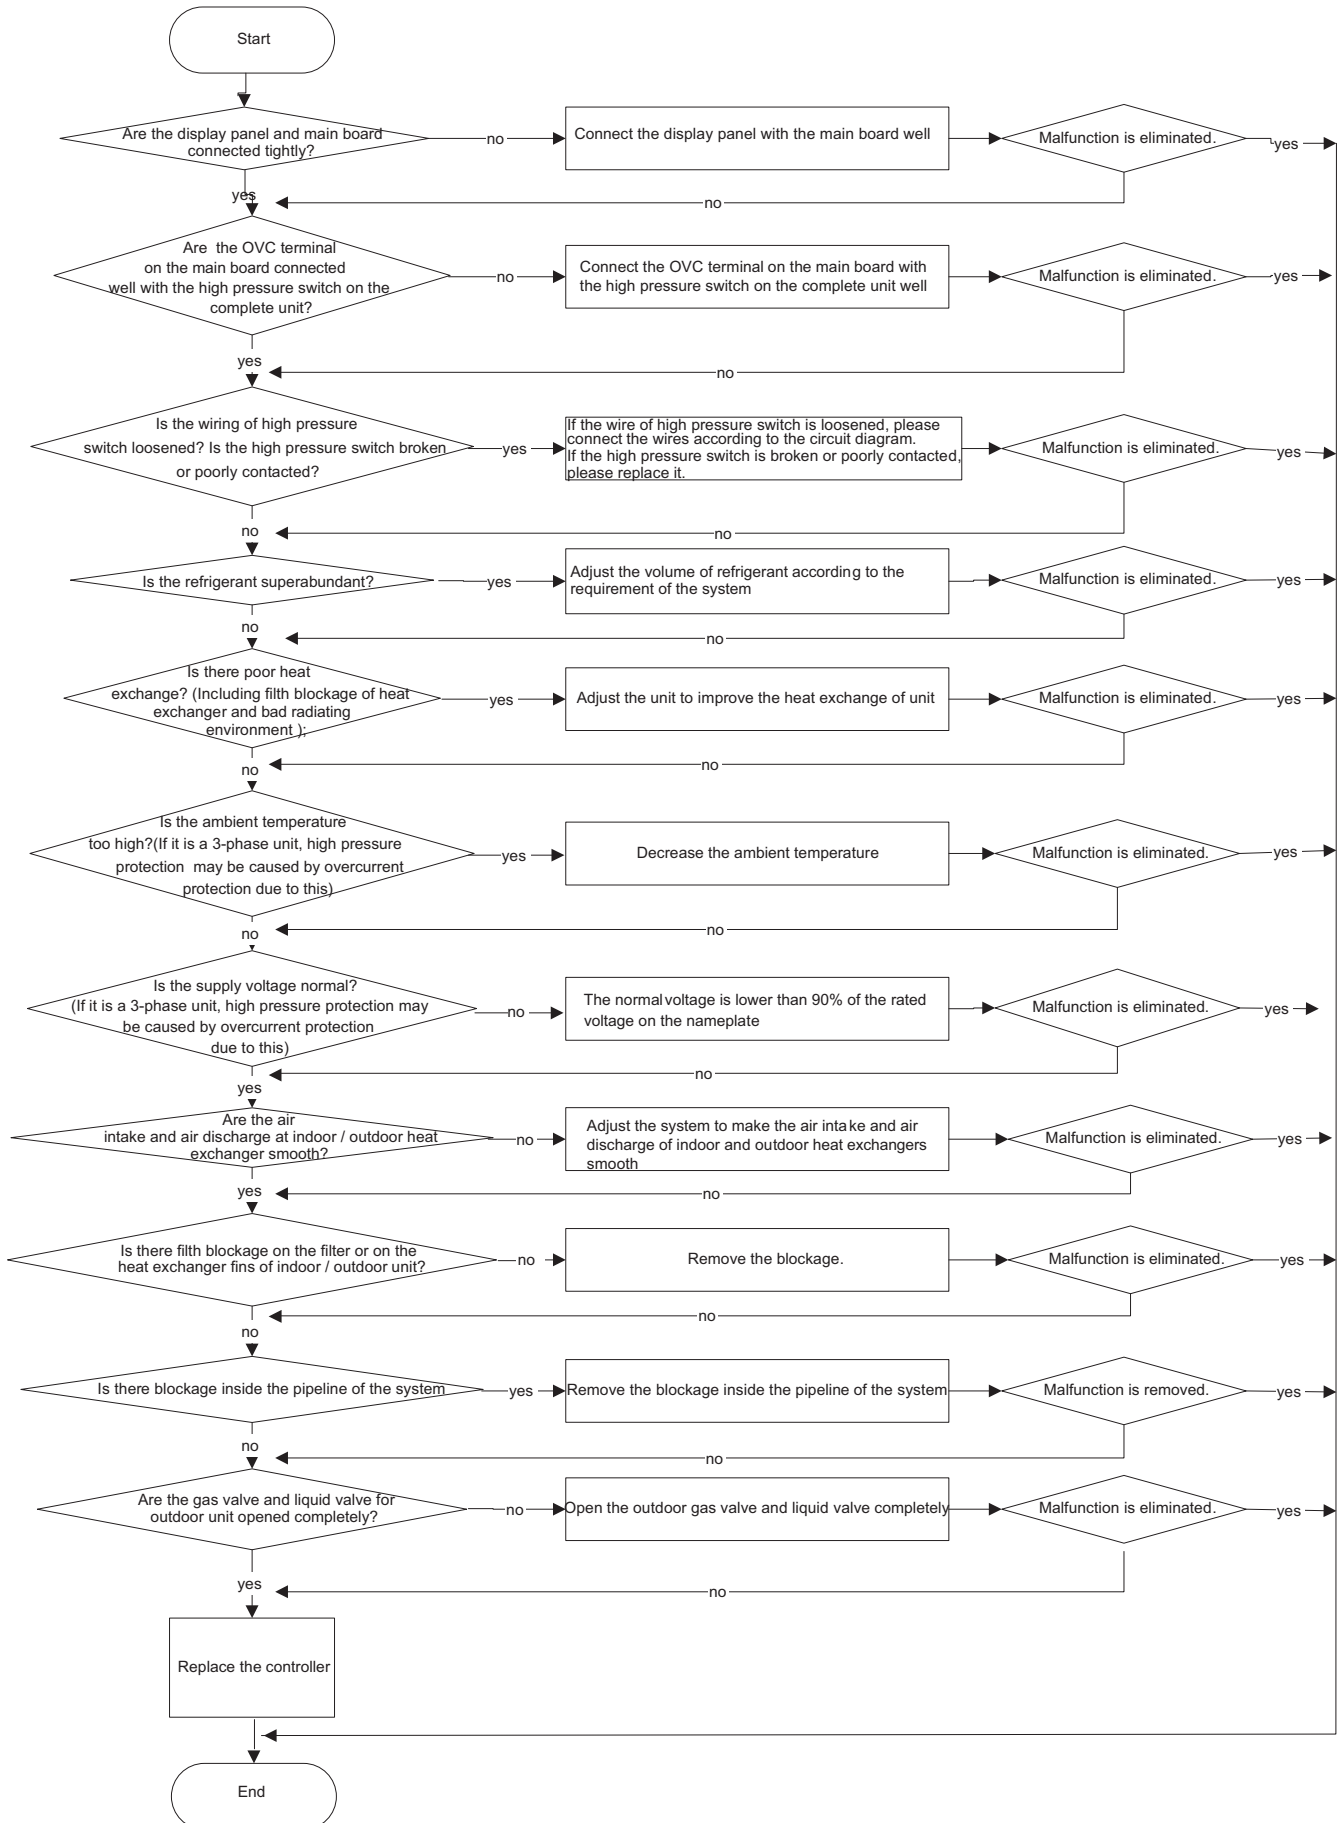 Start
Are the display panel and main board
connected tightly?
no
Connect the display panel with the main board well
Malfunction is eliminated.
yes
yes
no
Are the OVC terminal
on the main board connected
well with the high pressure switch on the
complete unit?
no
Connect the OVC terminal on the main board with
the high pressure switch on the complete unit well
Malfunction is eliminated.
yes
yes
no
Is the wiring of high pressure
switch loosened? Is the high pressure switch broken
or poorly contacted?
yes
If the wire of high pressure switch is loosened, please
connect the wires according to the circuit diagram.
If the high pressure switch is broken or poorly contacted,
please replace it.
Malfunction is eliminated.
yes
no
no
Is the refrigerant superabundant?
yes
Adjust the volume of refrigerant according to the
requirement of the system
Malfunction is eliminated.
yes
no
no
Is there poor heat
exchange? (Including filth blockage of heat
exchanger and bad radiating
environment );
yes
Adjust the unit to improve the heat exchange of unit
Malfunction is eliminated.
yes
no
no
Is the ambient temperature
too high?(If it is a 3-phase unit, high pressure
protection may be caused by overcurrent
protection due to this)
yes
Decrease the ambient temperature
Malfunction is eliminated.
yes
no
no
Is the supply voltage normal?
(If it is a 3-phase unit, high pressure protection may
be caused by overcurrent protection
due to this)
no
The normal voltage is lower than 90% of the rated
voltage on the nameplate
Malfunction is eliminated.
yes
no
yes
Are the air
intake and air discharge at indoor / outdoor heat
exchanger smooth?
no
Adjust the system to make the air intake and air
discharge of indoor and outdoor heat exchangers
smooth
Malfunction is eliminated.
yes
yes
no
Is there filth blockage on the filter or on the
heat exchanger fins of indoor / outdoor unit?
no
Remove the blockage.
Malfunction is eliminated.
yes
no
no
Is there blockage inside the pipeline of the system
yes
Remove the blockage inside the pipeline of the system
Malfunction is removed.
yes
no
no
Are the gas valve and liquid valve for
outdoor unit opened completely?
no
Open the outdoor gas valve and liquid valve completely
Malfunction is eliminated.
yes
yes
no
Replace the controller
End